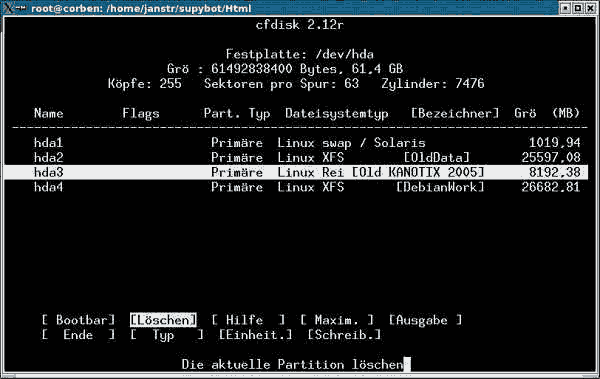 root@corben: /home/janstr/supybot/Html
cfdisk 2.12r
Festplatte: /dev/hda
Grö : 61492838400 Bytes, 61,4 GB
Köpfe: 255 Sektoren pro Spur: 63 Zylinder: 7476
Name Flags Part. Typ Dateisystemtyp [Bezeichner] Grö (MB)
hda1 Primäre Linux swap / Solaris 1019,94
hda2 Primäre Linux XFS [OldData] 25597,08
hda3 Primäre Linux Rei [Old KANOTIX 2005] 8192,38
hda4 Primäre Linux XFS [DebianWork] 26682,81
[ Bootbar] [Löschen] [ Hilfe ] [ Maxim. ] [Ausgabe ]
[ Ende ] [ Typ ] [Einheit.] [Schreib.]
Die aktuelle Partition löschen